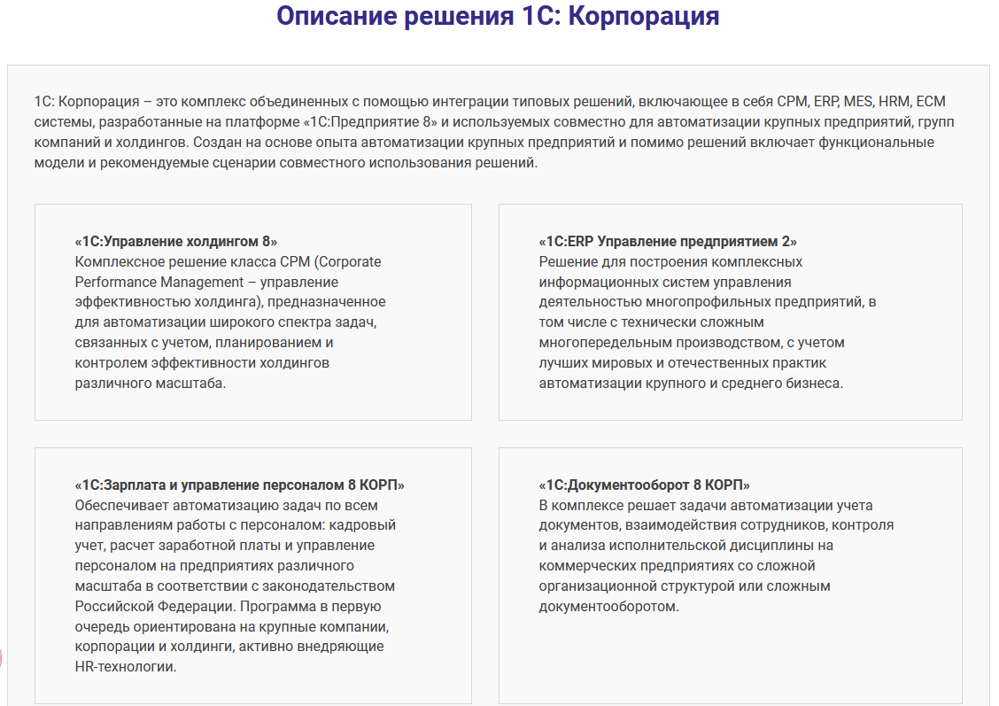 Описание решения 1С: Корпорация
1С: Корпорация – это комплекс объединенных с помощью интеграции типовых решений, включающее в себя CPM, ERP, MES, HRM, ECM
системы, разработанные на платформе «1С:Предприятие 8» и используемых совместно для автоматизации крупных предприятий, групп
компаний и холдингов. Создан на основе опыта автоматизации крупных предприятий и помимо решений включает функциональные
модели и рекомендуемые сценарии совместного использования решений.
«1С:Управление холдингом 8»
Комплексное решение класса CPM (Corporate
Performance Management – управление
эффективностью холдинга), предназначенное
для автоматизации широкого спектра задач,
связанных с учетом, планированием и
контролем эффективности холдингов
различного масштаба.
«1С:ERP Управление предприятием 2»
Решение для построения комплексных
информационных систем управления
деятельностью многопрофильных предприятий, в
том числе с технически сложным
многопередельным производством, с учетом
лучших мировых и отечественных практик
автоматизации крупного и среднего бизнеса.
«1С:Зарплата и управление персоналом 8 КОРП»
Обеспечивает автоматизацию задач по всем
направлениям работы с персоналом: кадровый
учет, расчет заработной платы и управление
персоналом на предприятиях различного
масштаба в соответствии с законодательством
Российской Федерации. Программа в первую
очередь ориентирована на крупные компании,
корпорации и холдинги, активно внедряющие
HR-технологии.
«1С:Документооборот 8 КОРП»
В комплексе решает задачи автоматизации учета
документов, взаимодействия сотрудников, контроля
и анализа исполнительской дисциплины на
коммерческих предприятиях со сложной
организационной структурой или сложным
документооборотом.